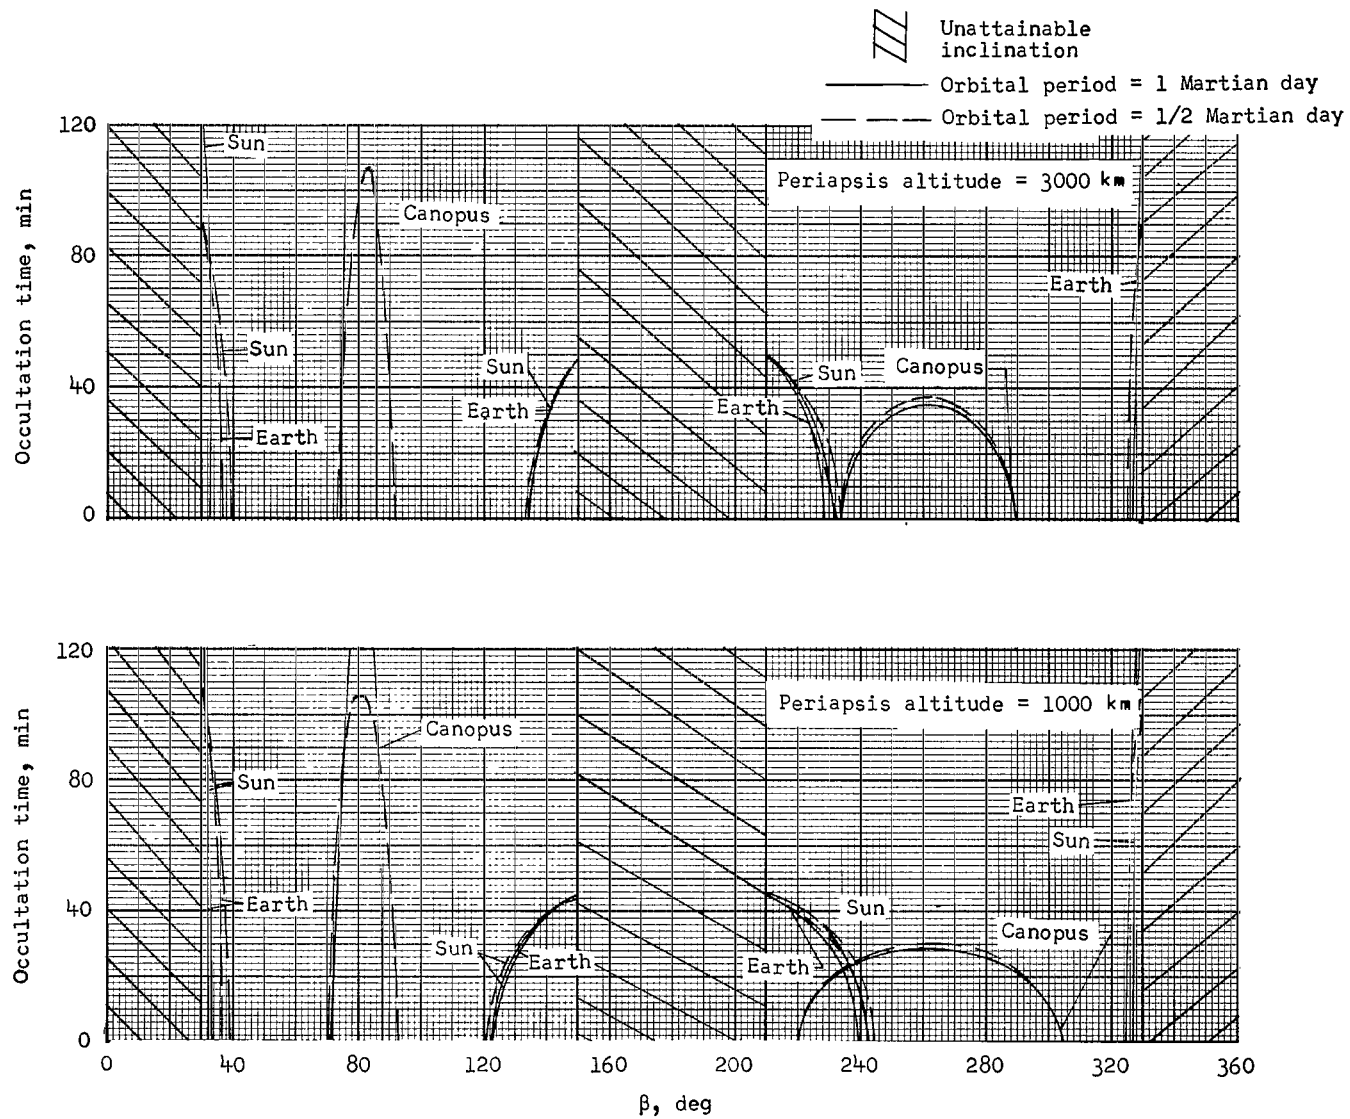 Unattainable
inclination
Orbital period = 1 Martian day
Orbital period = 1/2 Martian day
120
Sun
Periapsis altitude = 3000 km
Canopus
80
Earth
Sun
Sun
Canopus
40
Earth
Earth
Earth
0
Occultation time, min
120
Periapsis altitude = 1000 km
Canopus
80
Sun
Earth
Sun
40
Earth
Sun
Canopus
Sun
Earth
Earth
0
Occultation time, min
0 40 80 120 160 200 240 280 320 360
β, deg